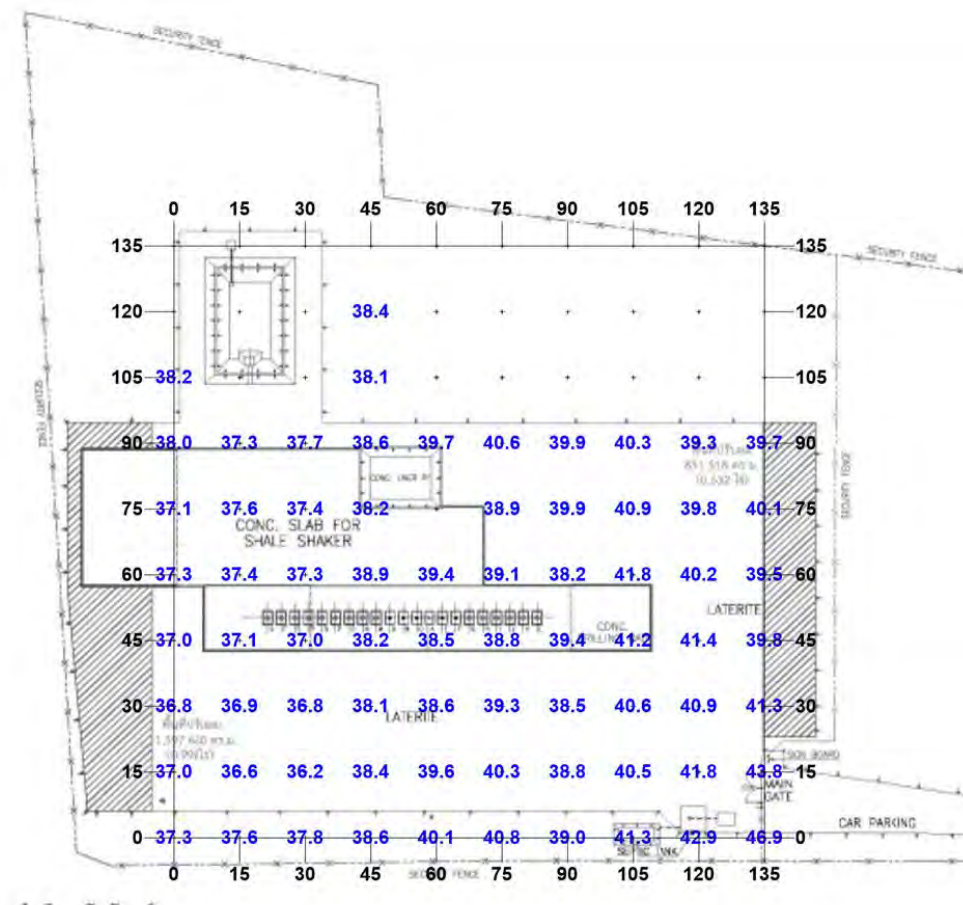 SECURITY FENCE
SECURITY FENCE
0 15 30 45 60 75 90 105 120 135
135 135
120 38.4 120
105 38.2 38.1 105
90 38.0 37.3 37.7 38.6 39.7 40.6 39.9 40.3 39.3 39.7 90
CONC.
75 37.1 37.6 37.4 38.2 38.9 39.9 40.9 39.8 40.1 75
CONC. SLAB FOR
SHALE SHAKER
60 37.3 37.4 37.3 38.9 39.4 39.1 38.2 41.8 40.2 39.5 60
LATERITE
CONC.
45 37.0 37.1 37.0 38.2 38.5 38.8 39.4 41.2 41.4 39.8 45
30 36.8 36.9 36.8 38.1 38.6 39.3 38.5 40.6 40.9 41.3 30
LATERITE
SIGN BOARD
15 37.0 36.6 36.2 38.4 39.6 40.3 38.8 40.5 41.8 43.8 15
MAIN
GATE
CAR PARKING
0 37.3 37.6 37.8 38.6 40.1 40.8 39.0 41.3 42.9 46.9 0
0 15 30 45 60 75 90 105 120 135
SECURITY FENCE
SECURITY FENCE
SECURITY FENCE